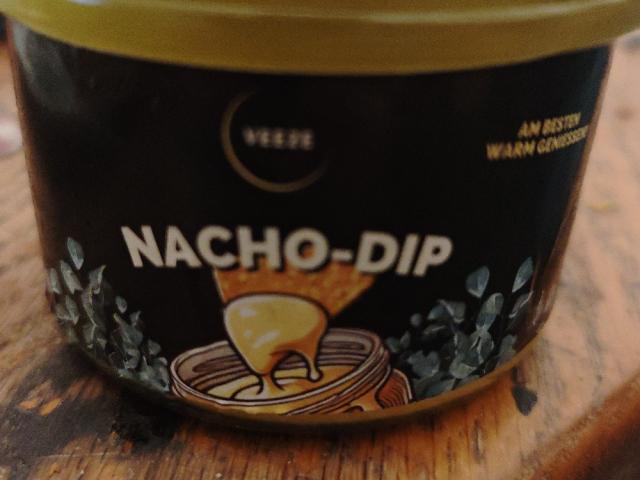 VEEZE
AM BESTEN
WARM GENIESSEN
NACHO-DIP